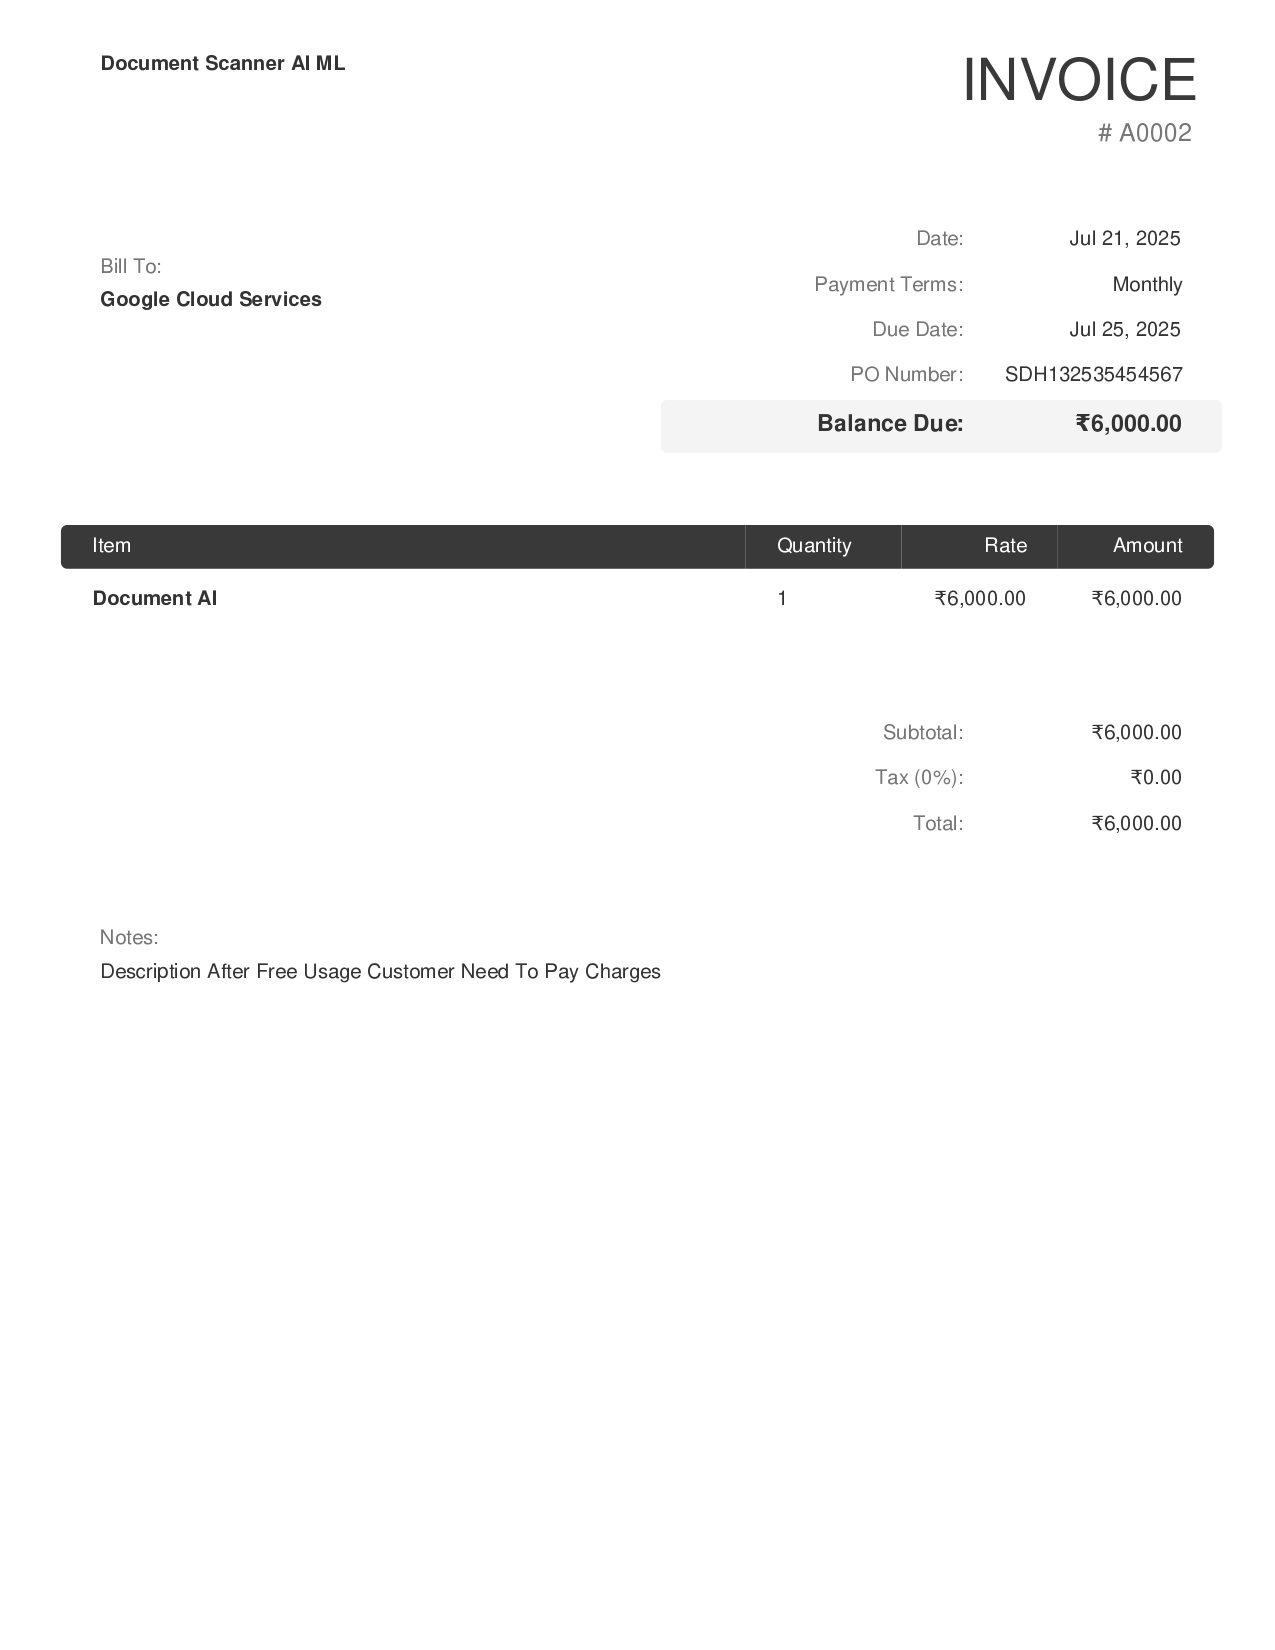 Document Scanner AI ML
INVOICE
# A0002
Date: Jul 21, 2025
Bill To:
Google Cloud Services
Payment Terms: Monthly
Due Date: Jul 25, 2025
PO Number: SDH132535454567
Balance Due: ₹6,000.00
Item Quantity Rate Amount
Document AI 1 ₹6,000.00 ₹6,000.00
Subtotal: ₹6,000.00
Tax (0%): ₹0.00
Total: ₹6,000.00
Notes:
Description After Free Usage Customer Need To Pay Charges